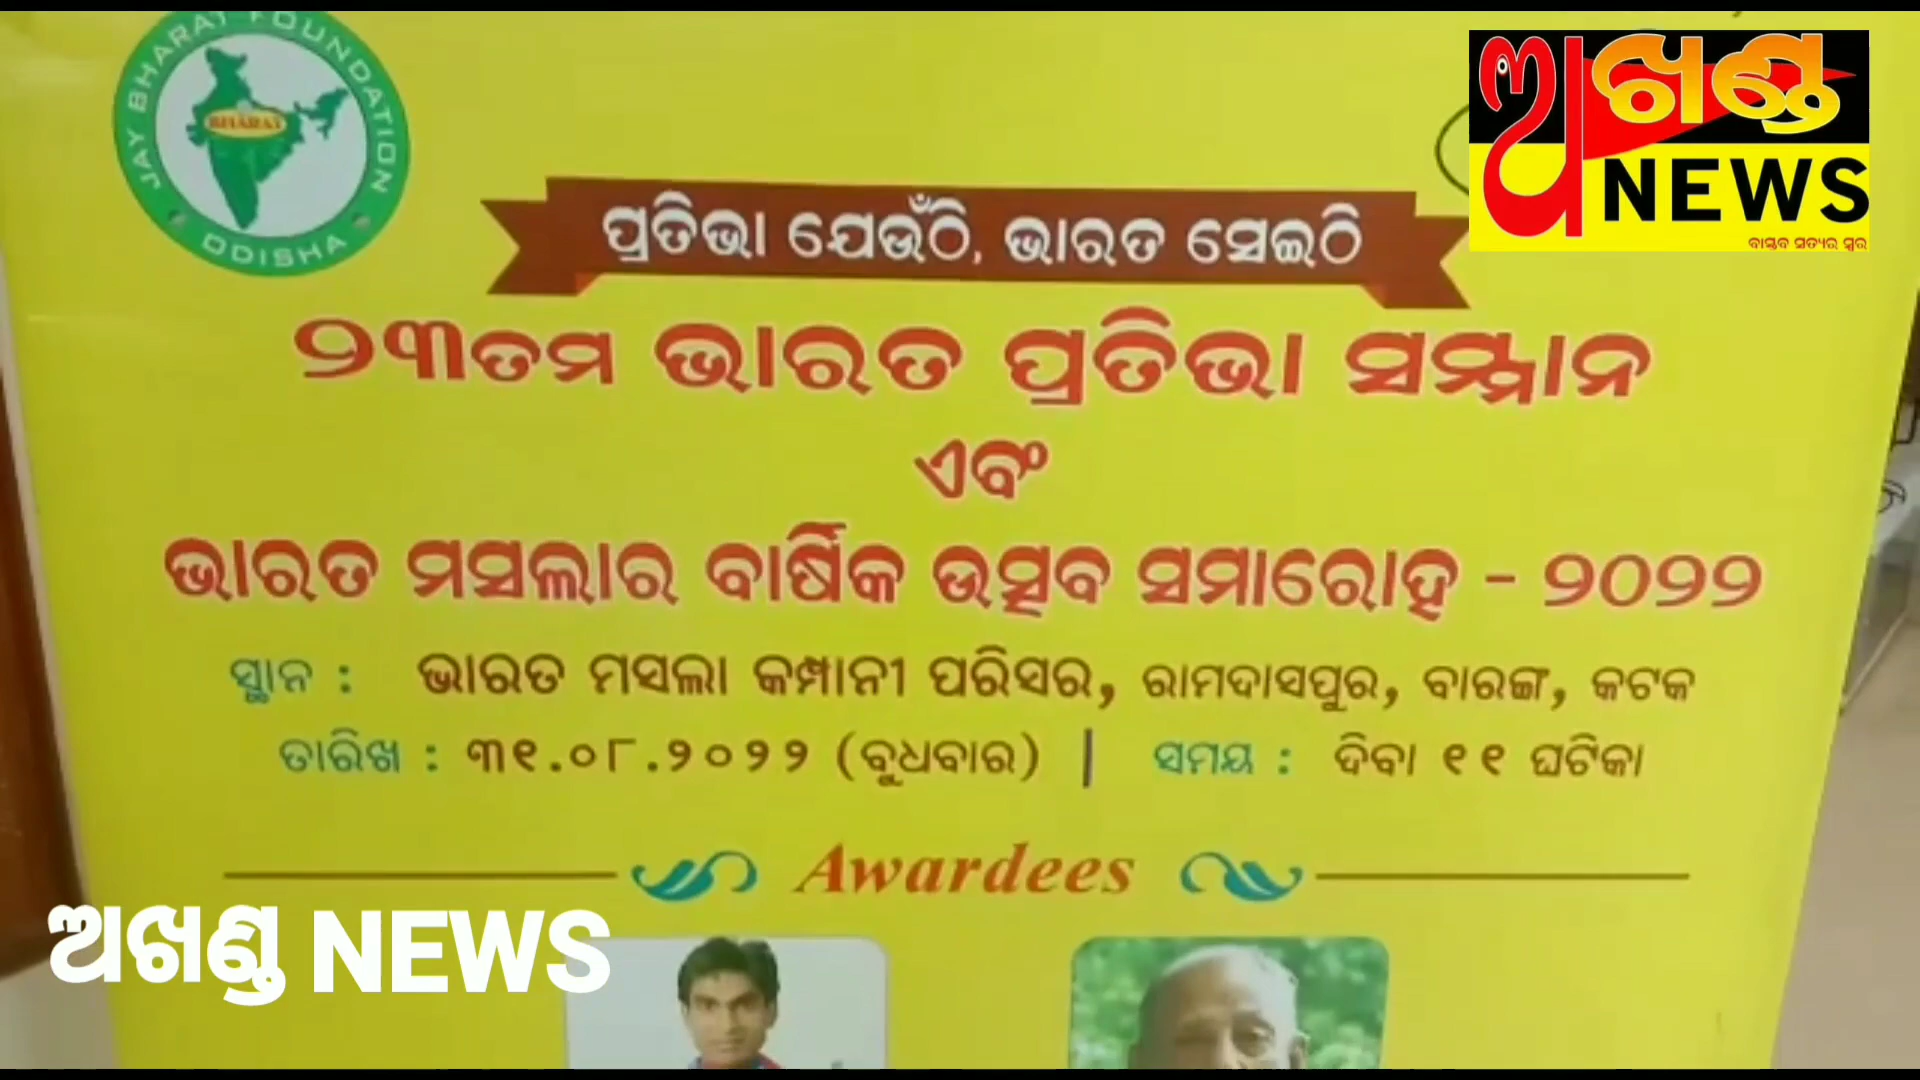 JAY BHARAT FOUNDATION
BHARAT
ODISHA
ଅଖଣ୍ଡ
NEWS
ବାସ୍ତବ ସତ୍ୟର ସ୍ୱର
ପ୍ରତିଭା ଯେଉଁଠି, ଭାରତ ସେଇଠି
୨୩ତମ ଭାରତ ପ୍ରତିଭା ସମ୍ମାନ
ଏବଂ
ଭାରତ ମସଲାର ବାର୍ଷିକ ଉତ୍ସବ ସମାରୋହ - ୨୦୨୨
ସ୍ଥାନ : ଭାରତ ମସଲା କମ୍ପାନୀ ପରିସର, ରାମଦାସପୁର, ବାରଙ୍ଗ, କଟକ
ତାରିଖ : ୩୧.୦୮.୨୦୨୨ (ବୁଧବାର) | ସମୟ : ଦିବା ୧୧ ଘଟିକା
Awardees
ଅଖଣ୍ଡ NEWS